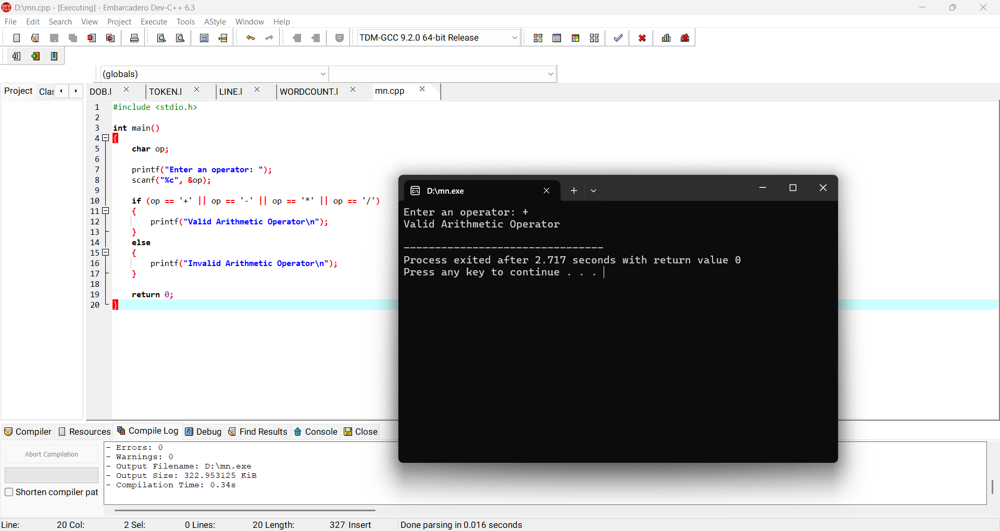 D:\mn.cpp - [Executing] - Embarcadero Dev-C++ 6.3
File Edit Search View Project Execute Tools AStyle Window Help
TDM-GCC 9.2.0 64-bit Release
(globals)
Project Clas
DOB.l TOKEN.l LINE.l WORDCOUNT.l mn.cpp
1 #include <stdio.h>
2
3 int main()
4 {
5 char op;
6
7 printf("Enter an operator: ");
8 scanf("%c", &op);
9
10 if (op == '+' || op == '-' || op == '*' || op == '/')
11 {
12 printf("Valid Arithmetic Operator\n");
13 }
14 else
15 {
16 printf("Invalid Arithmetic Operator\n");
17 }
18
19 return 0;
20 }
D:\mn.exe
Enter an operator: +
Valid Arithmetic Operator
--------------------------------
Process exited after 2.717 seconds with return value 0
Press any key to continue . . .
Compiler Resources Compile Log Debug Find Results Console Close
Abort Compilation
Shorten compiler pat
- Errors: 0
- Warnings: 0
- Output Filename: D:\mn.exe
- Output Size: 322.953125 KiB
- Compilation Time: 0.34s
Line: 20 Col: 2 Sel: 0 Lines: 20 Length: 327 Insert Done parsing in 0.016 seconds